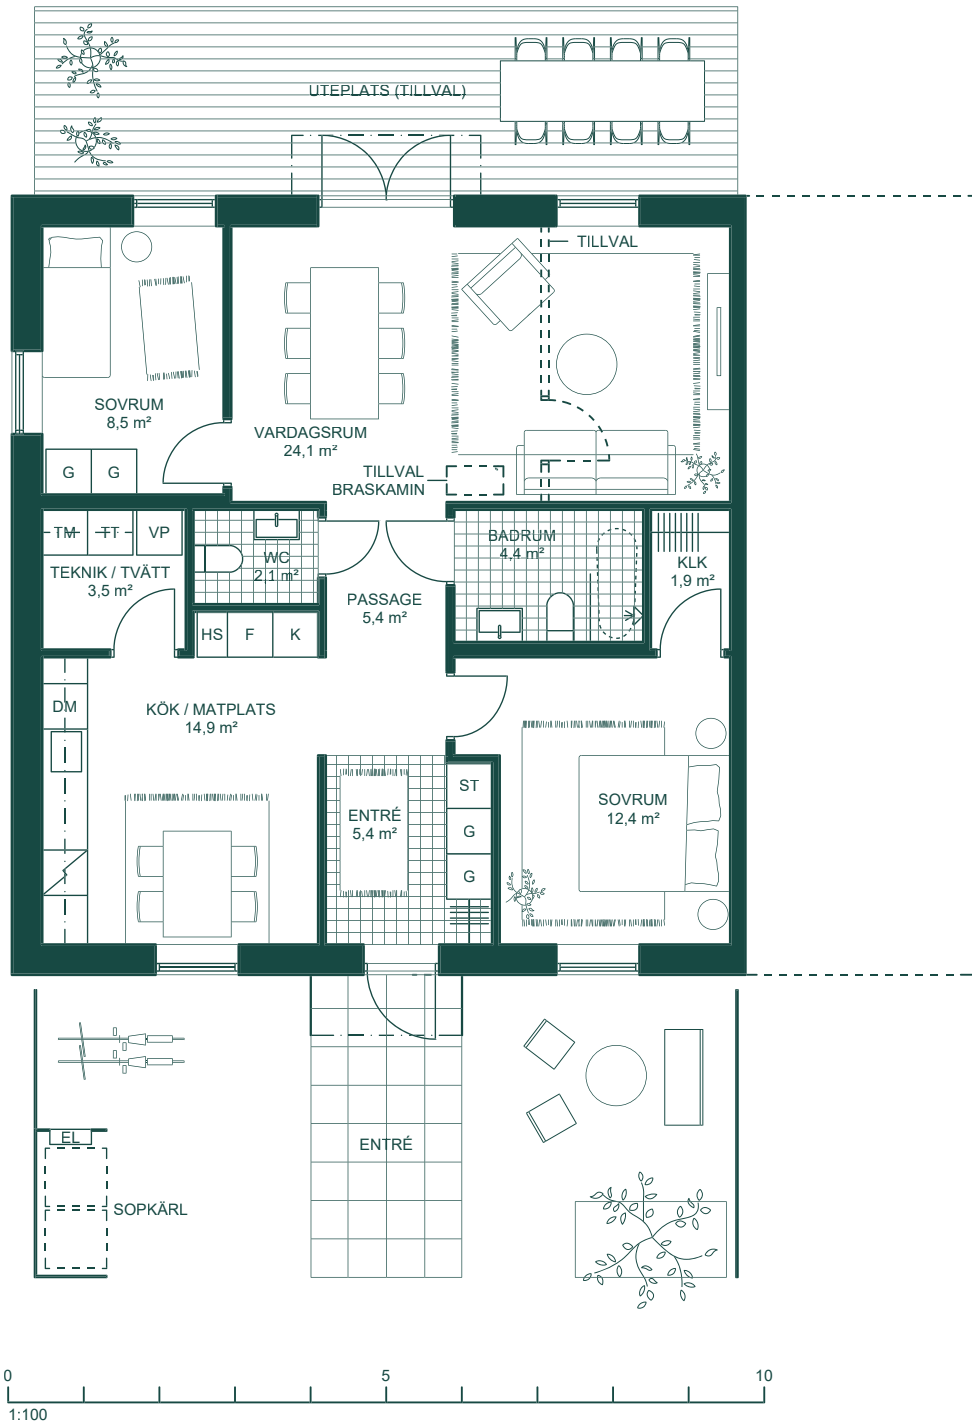 UTEPLATS (TILLVAL)
TILLVAL
SOVRUM
8,5 m²
G
G
VARDAGSRUM
24,1 m²
TILLVAL
BRASKAMIN
TM
TT
VP
TEKNIK / TVÄTT
3,5 m²
WC
2,1 m²
BADRUM
4,4 m²
KLK
1,9 m²
PASSAGE
5,4 m²
HS
F
K
DM
KÖK / MATPLATS
14,9 m²
ST
G
G
ENTRÉ
5,4 m²
SOVRUM
12,4 m²
EL
ENTRÉ
SOPKÄRL
0
5
10
1:100